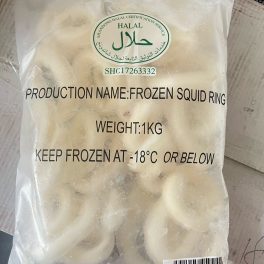 HALAL
حلال
SHC17263332
PRODUCTION NAME:FROZEN SQUID RING
WEIGHT:1KG
KEEP FROZEN AT -18°C OR BELOW